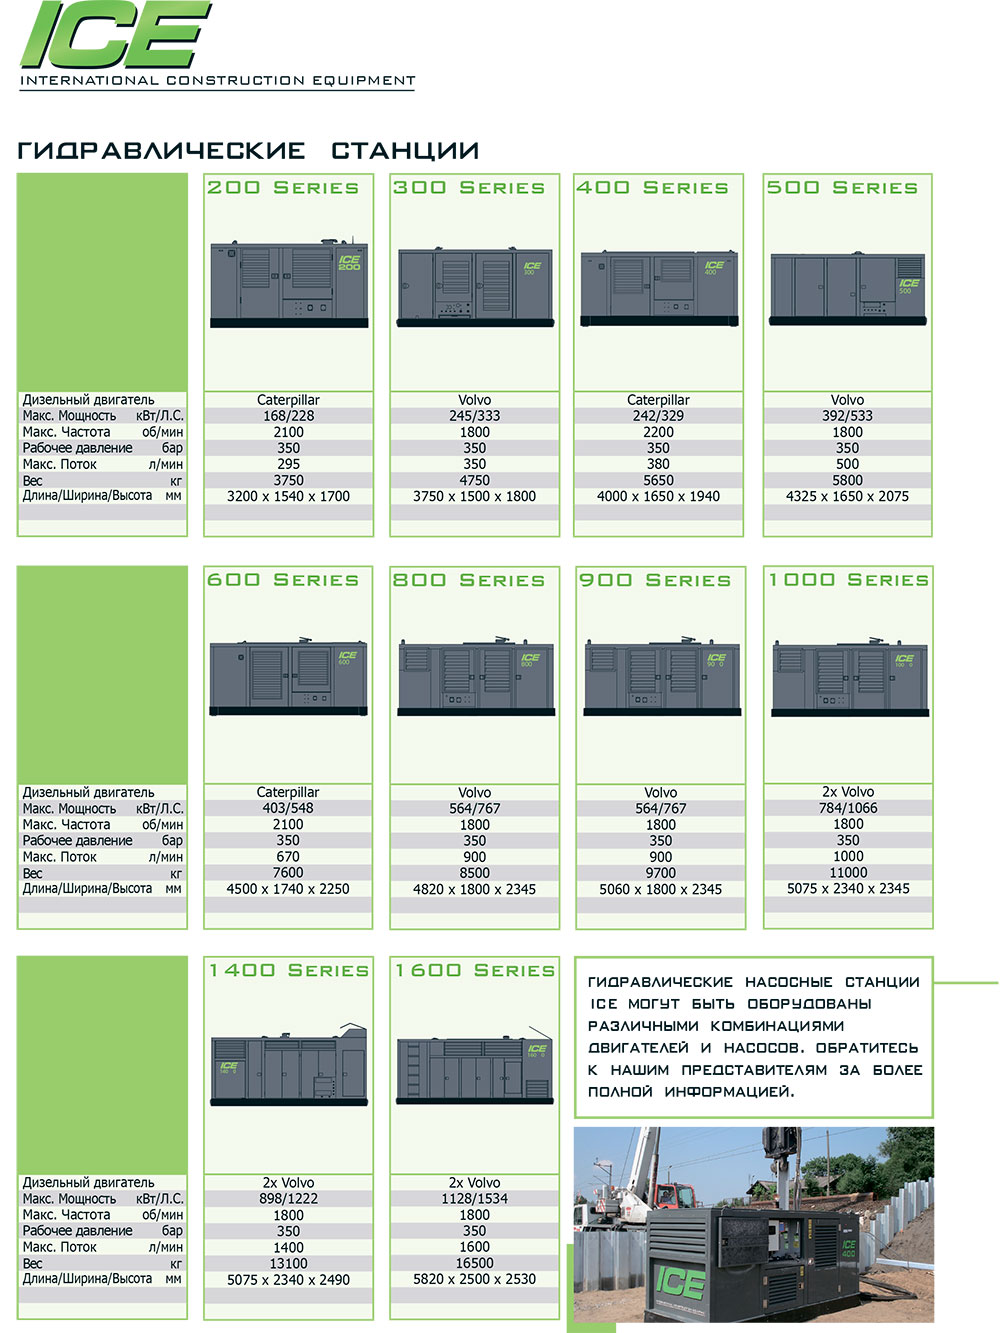 ICE
INTERNATIONAL CONSTRUCTION EQUIPMENT
ГИДРАВЛИЧЕСКИЕ СТАНЦИИ
200 SERIES 300 SERIES 400 SERIES 500 SERIES
ICE 200 ICE 300 ICE 400 ICE 500
Дизельный двигатель Caterpillar Volvo Caterpillar Volvo
Макс. Мощность кВт/Л.С. 168/228 245/333 242/329 392/533
Макс. Частота об/мин 2100 1800 2200 1800
Рабочее давление бар 350 350 350 350
Макс. Поток л/мин 295 350 380 500
Вес кг 3750 4750 5650 5800
Длина/Ширина/Высота мм 3200 x 1540 x 1700 3750 x 1500 x 1800 4000 x 1650 x 1940 4325 x 1650 x 2075
600 SERIES 800 SERIES 900 SERIES 1000 SERIES
ICE 600 ICE 800 ICE 90 0 ICE 100 0
Дизельный двигатель Caterpillar Volvo Volvo 2x Volvo
Макс. Мощность кВт/Л.С. 403/548 564/767 564/767 784/1066
Макс. Частота об/мин 2100 1800 1800 1800
Рабочее давление бар 350 350 350 350
Макс. Поток л/мин 670 900 900 1000
Вес кг 7600 8500 9700 11000
Длина/Ширина/Высота мм 4500 x 1740 x 2250 4820 x 1800 x 2345 5060 x 1800 x 2345 5075 x 2340 x 2345
1400 SERIES 1600 SERIES
ICE 140 0 ICE 160 0
Дизельный двигатель 2x Volvo 2x Volvo
Макс. Мощность кВт/Л.С. 898/1222 1128/1534
Макс. Частота об/мин 1800 1800
Рабочее давление бар 350 350
Макс. Поток л/мин 1400 1600
Вес кг 13100 16500
Длина/Ширина/Высота мм 5075 x 2340 x 2490 5820 x 2500 x 2530
ГИДРАВЛИЧЕСКИЕ НАСОСНЫЕ СТАНЦИИ
ICE МОГУТ БЫТЬ ОБОРУДОВАНЫ
РАЗЛИЧНЫМИ КОМБИНАЦИЯМИ
ДВИГАТЕЛЕЙ И НАСОСОВ. ОБРАТИТЕСЬ
К НАШИМ ПРЕДСТАВИТЕЛЯМ ЗА БОЛЕЕ
ПОЛНОЙ ИНФОРМАЦИЕЙ.
ICE
400
ICE